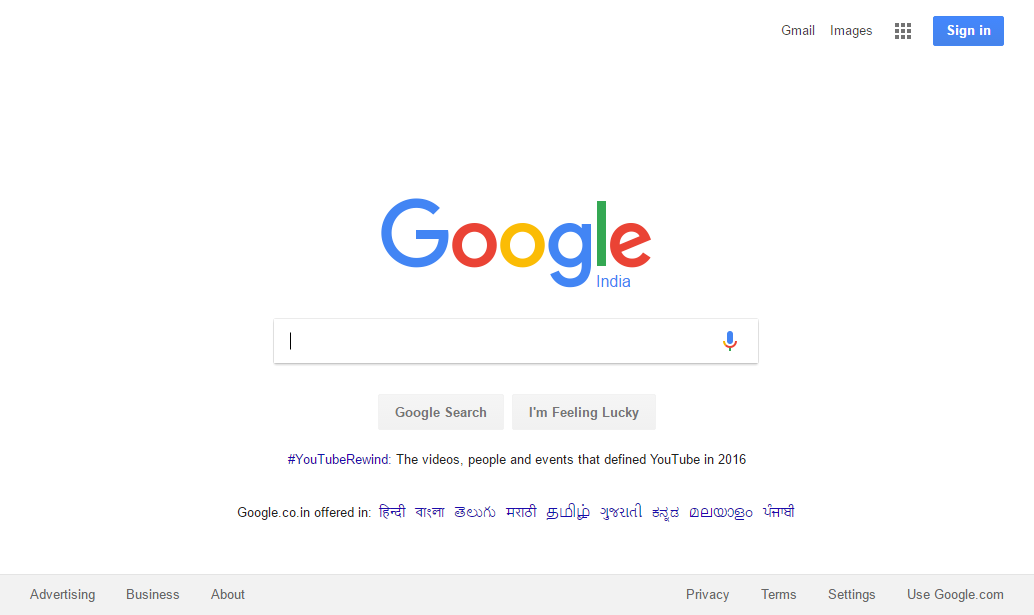 Gmail Images Sign in
Google
India
Google Search I'm Feeling Lucky
#YouTubeRewind: The videos, people and events that defined YouTube in 2016
Google.co.in offered in: हिन्दी বাংলা తెలుగు मराठी தமிழ் ગુજરાતી ಕನ್ನಡ മലയാളം ਪੰਜਾਬੀ
Advertising Business About Privacy Terms Settings Use Google.com